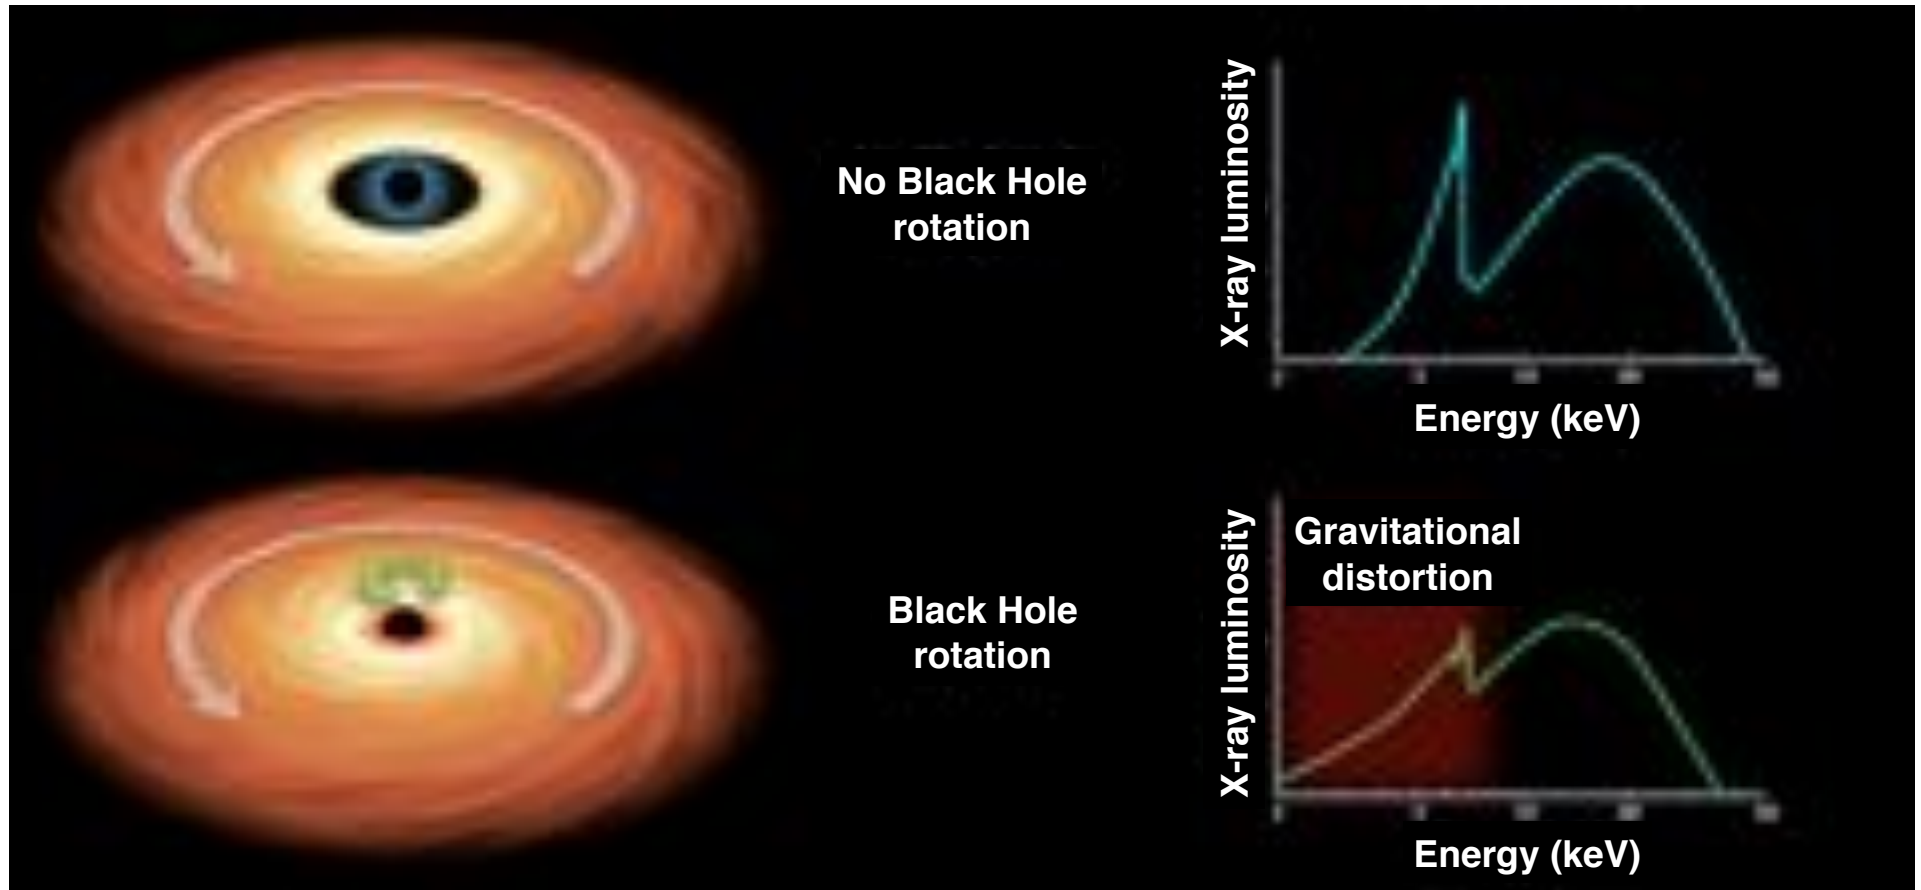 No Black Hole
rotation
X-ray luminosity
Energy (keV)
Black Hole
rotation
Gravitational
distortion
X-ray luminosity
Energy (keV)